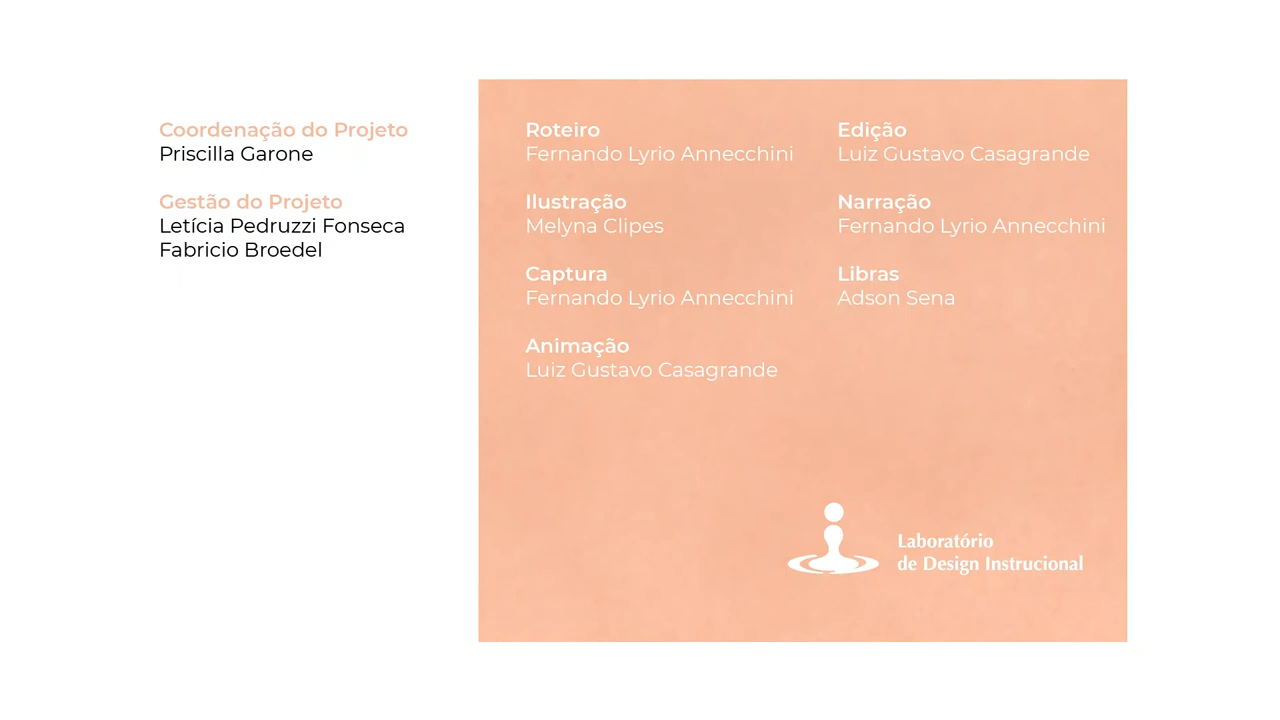 Coordenação do Projeto
Priscilla Garone
Gestão do Projeto
Letícia Pedruzzi Fonseca
Fabricio Broedel
Roteiro
Fernando Lyrio Annecchini
Ilustração
Melyna Clipes
Captura
Fernando Lyrio Annecchini
Animação
Luiz Gustavo Casagrande
Edição
Luiz Gustavo Casagrande
Narração
Fernando Lyrio Annecchini
Libras
Adson Sena
Laboratório
de Design Instrucional